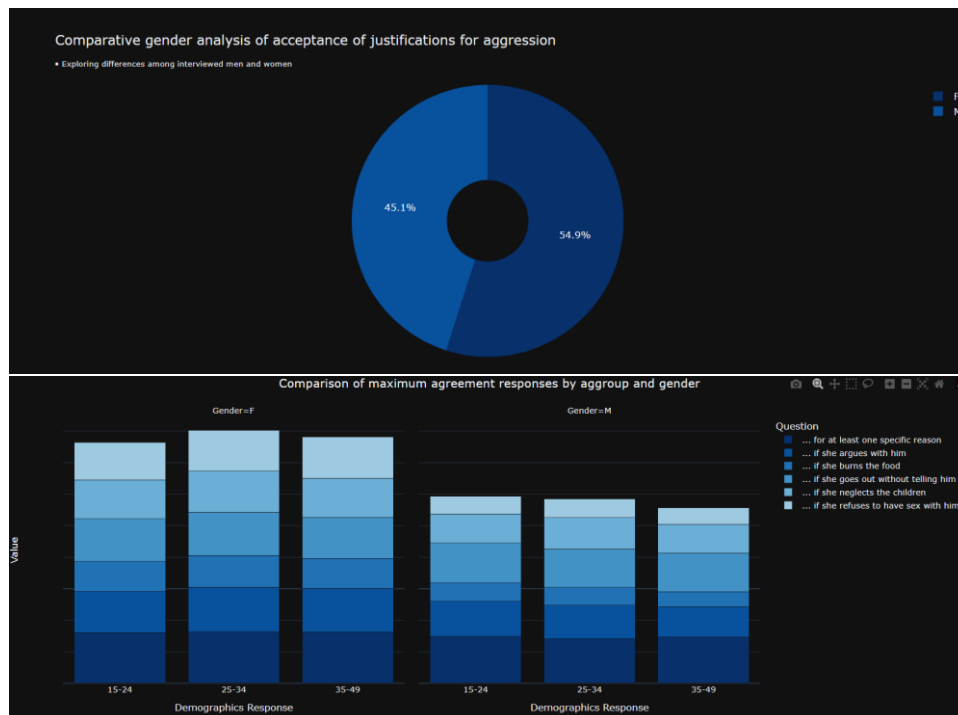 Comparative gender analysis of acceptance of justifications for aggression
• Exploring differences among interviewed men and women
F
M
45.1%
54.9%
Comparison of maximum agreement responses by aggroup and gender
Gender=F
Gender=M
Question
... for at least one specific reason
... if she argues with him
... if she burns the food
... if she goes out without telling him
... if she neglects the children
... if she refuses to have sex with him
Value
15-24
25-34
35-49
15-24
25-34
35-49
Demographics Response
Demographics Response